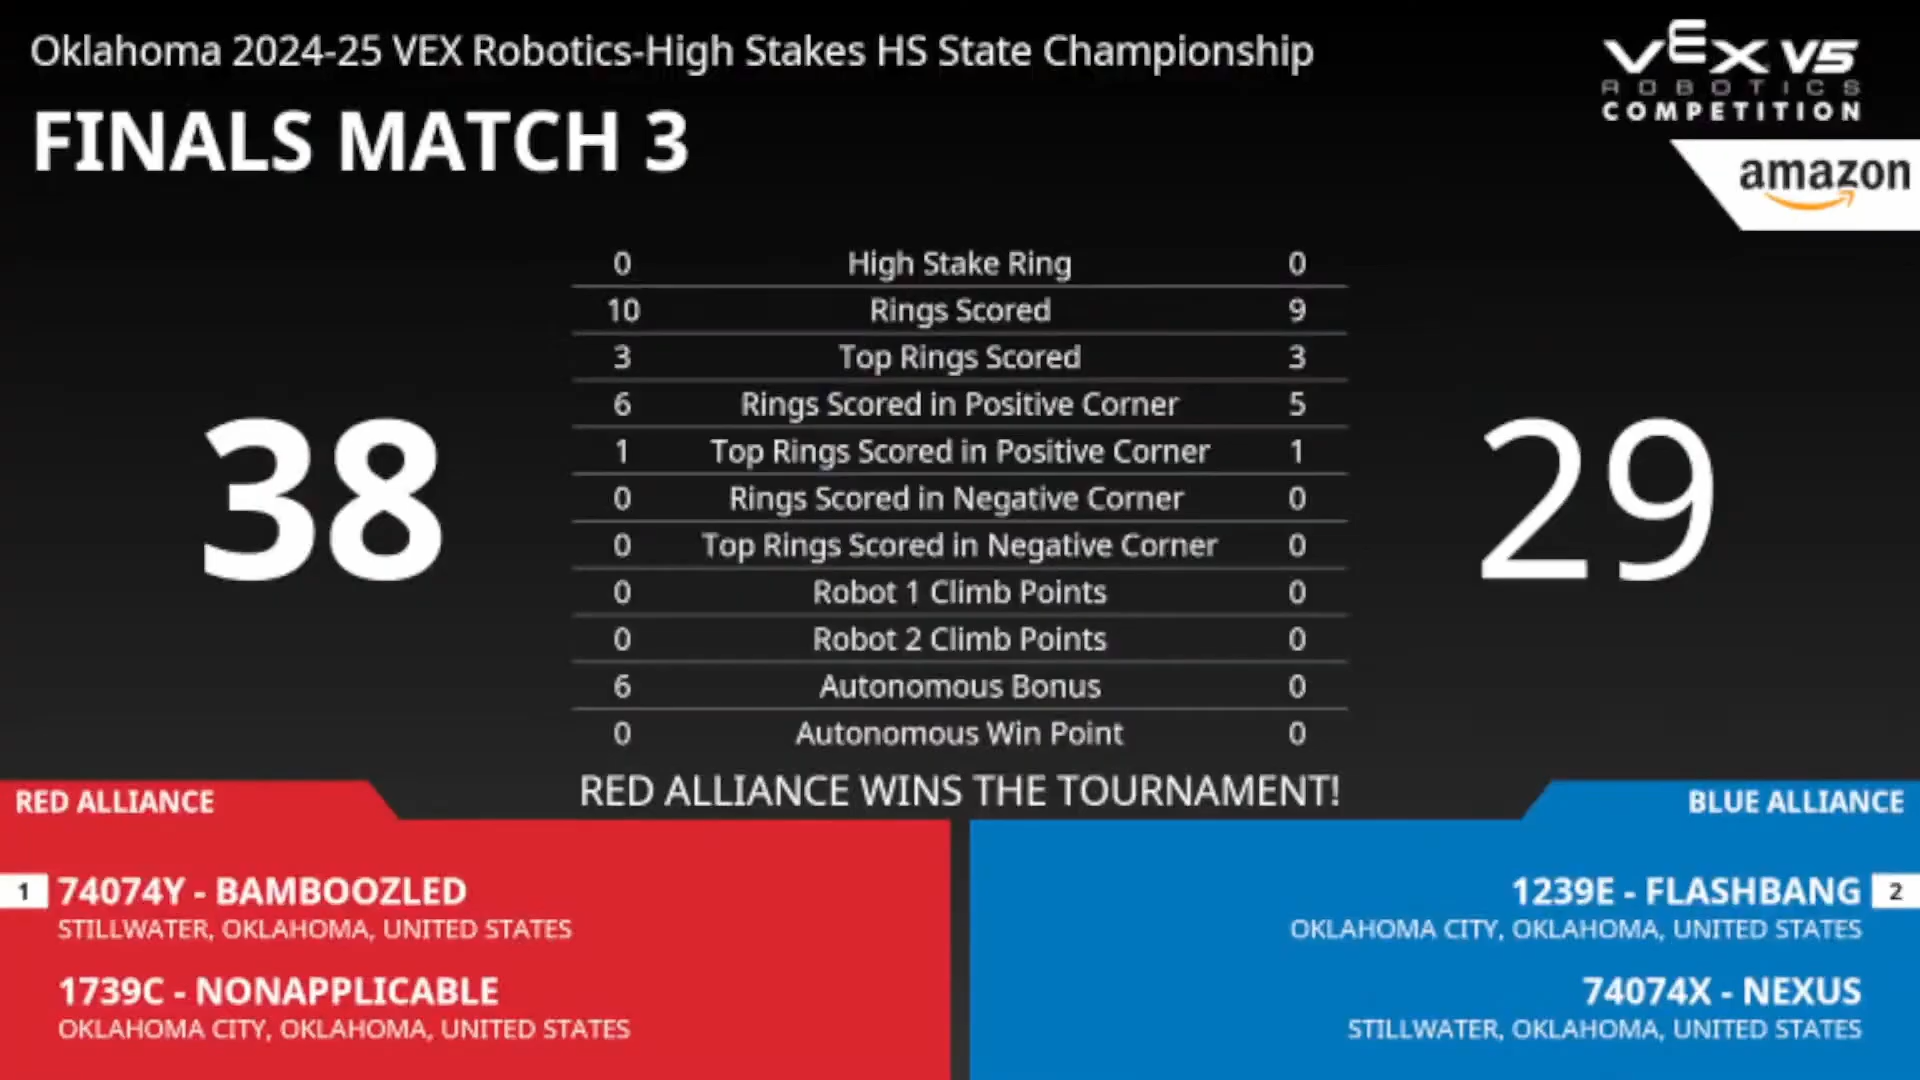 Oklahoma 2024-25 VEX Robotics-High Stakes HS State Championship
VEX V5
ROBOTICS
COMPETITION
FINALS MATCH 3
amazon
0 High Stake Ring 0
10 Rings Scored 9
3 Top Rings Scored 3
6 Rings Scored in Positive Corner 5
1 Top Rings Scored in Positive Corner 1
0 Rings Scored in Negative Corner 0
0 Top Rings Scored in Negative Corner 0
0 Robot 1 Climb Points 0
0 Robot 2 Climb Points 0
6 Autonomous Bonus 0
0 Autonomous Win Point 0
38
29
RED ALLIANCE WINS THE TOURNAMENT!
RED ALLIANCE
1 74074Y - BAMBOOZLED
STILLWATER, OKLAHOMA, UNITED STATES
1739C - NONAPPLICABLE
OKLAHOMA CITY, OKLAHOMA, UNITED STATES
BLUE ALLIANCE
1239E - FLASHBANG 2
OKLAHOMA CITY, OKLAHOMA, UNITED STATES
74074X - NEXUS
STILLWATER, OKLAHOMA, UNITED STATES